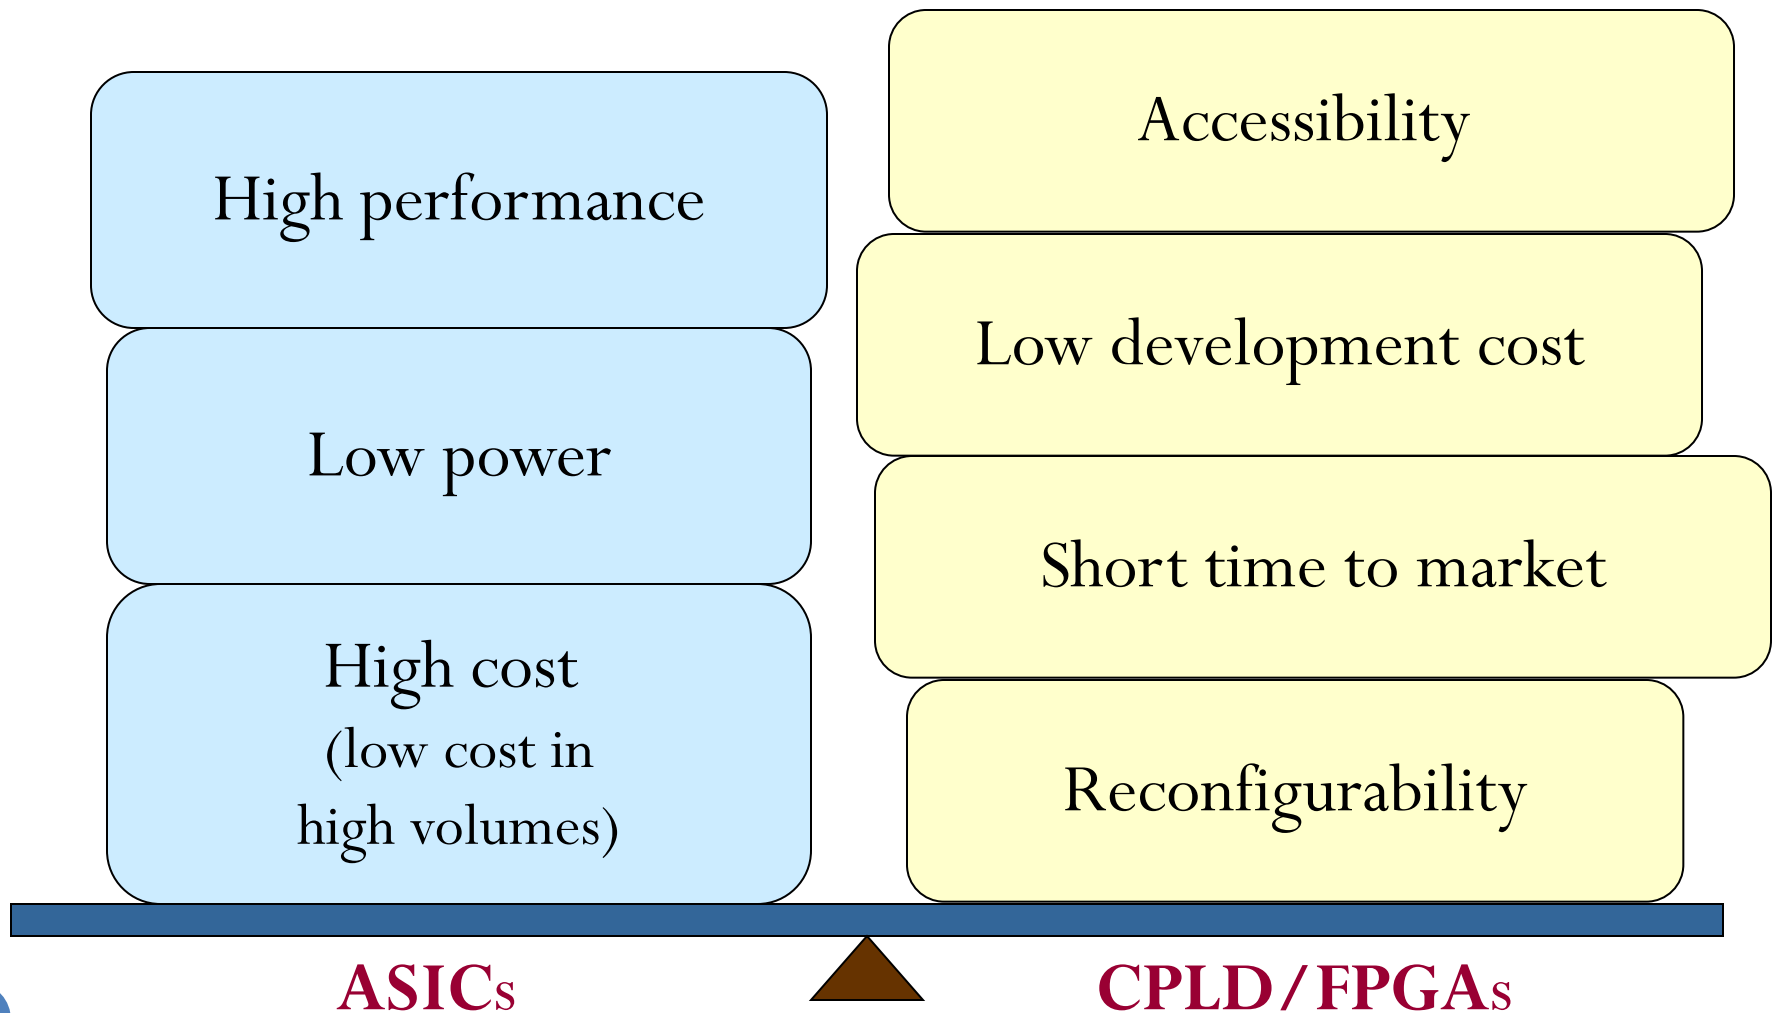 High performance
Low power
High cost
(low cost in
high volumes)
ASICs
Accessibility
Low development cost
Short time to market
Reconfigurability
CPLD/FPGAs